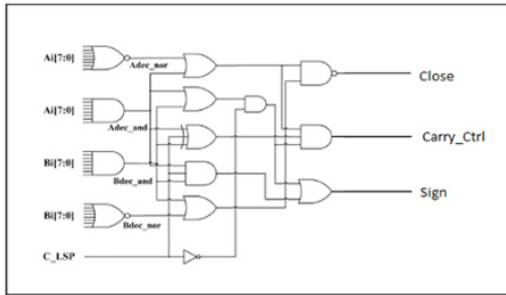 Ai[7:0]
Adec_nor
Close
Ai[7:0]
Adec_and
Carry_Ctrl
Bi[7:0]
Bdec_and
Sign
Bi[7:0]
Bdec_nor
C_LSP